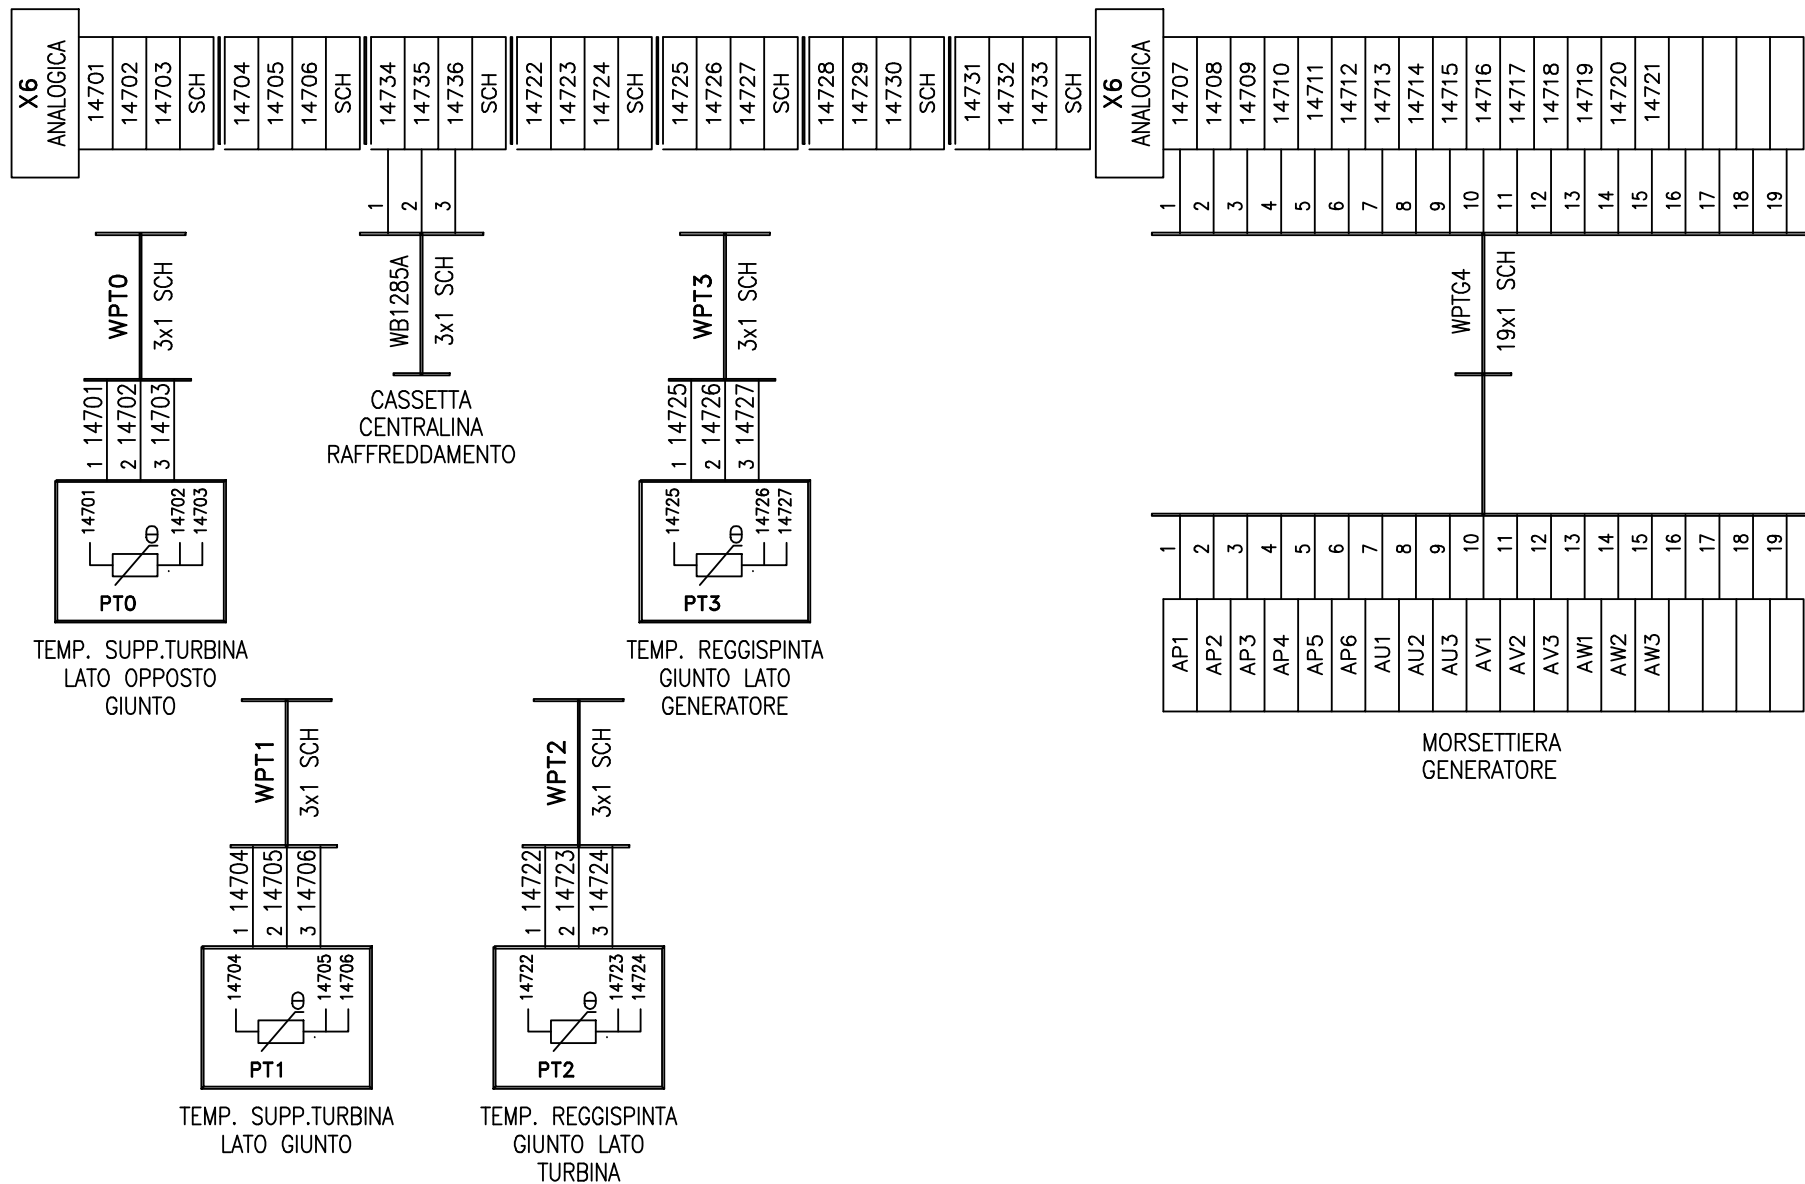 X6
ANALOGICA
14701
14702
14703
SCH
14704
14705
14706
SCH
14734
14735
14736
SCH
14722
14723
14724
SCH
14725
14726
14727
SCH
14728
14729
14730
SCH
14731
14732
14733
SCH
X6
ANALOGICA
14707
14708
14709
14710
14711
14712
14713
14714
14715
14716
14717
14718
14719
14720
14721
1
2
3
1
2
3
4
5
6
7
8
9
10
11
12
13
14
15
16
17
18
19
WPT0
3x1 SCH
WB1285A
3x1 SCH
WPT3
3x1 SCH
WPTG4
19x1 SCH
CASSETTA
CENTRALINA
RAFFREDDAMENTO
1 14701
2 14702
3 14703
14701
14702
14703
Θ
PT0
TEMP. SUPP.TURBINA
LATO OPPOSTO
GIUNTO
1 14725
2 14726
3 14727
14725
14726
14727
Θ
PT3
TEMP. REGGISPINTA
GIUNTO LATO
GENERATORE
1
2
3
4
5
6
7
8
9
10
11
12
13
14
15
16
17
18
19
AP1
AP2
AP3
AP4
AP5
AP6
AU1
AU2
AU3
AV1
AV2
AV3
AW1
AW2
AW3
MORSETTIERA
GENERATORE
WPT1
3x1 SCH
1 14704
2 14705
3 14706
14704
14705
14706
Θ
PT1
TEMP. SUPP.TURBINA
LATO GIUNTO
WPT2
3x1 SCH
1 14722
2 14723
3 14724
14722
14723
14724
Θ
PT2
TEMP. REGGISPINTA
GIUNTO LATO
TURBINA